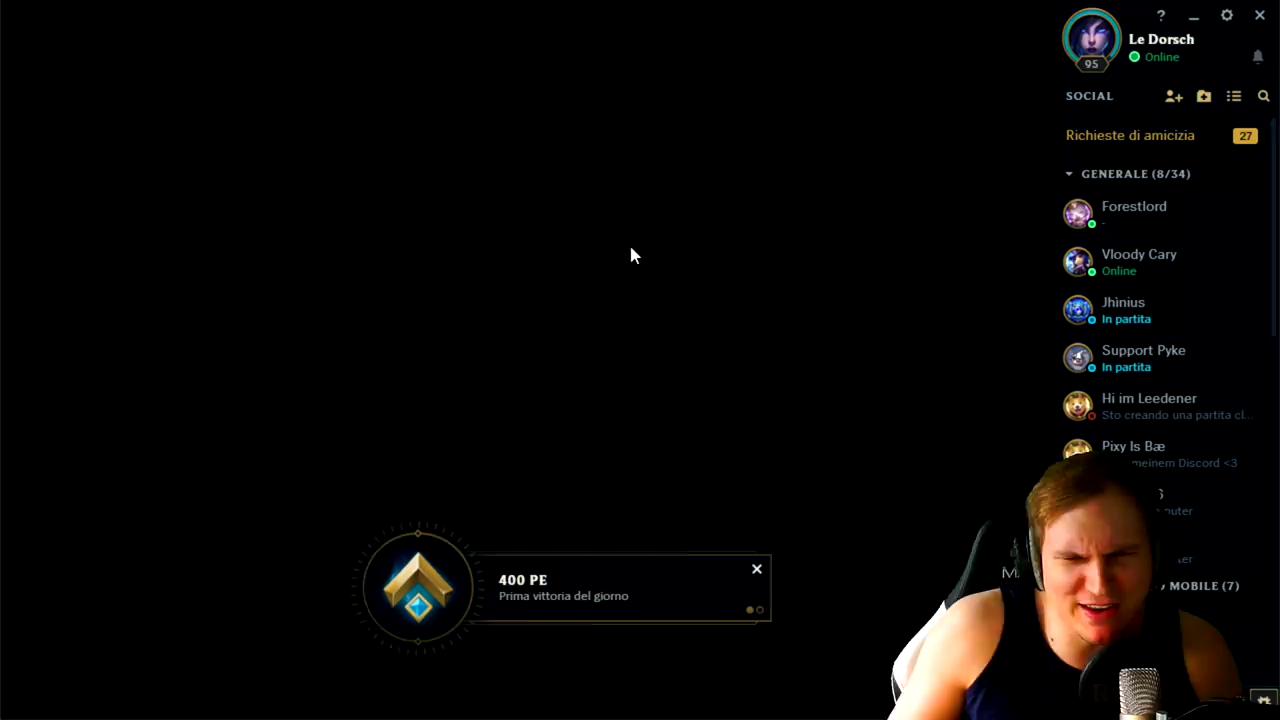 ?
Le Dorsch
Online
95
SOCIAL
Richieste di amicizia
27
GENERALE (8/34)
Forestlord
-
Vloody Cary
Online
Jhìnius
In partita
Support Pyke
In partita
Hi im Leedener
Sto creando una partita cl...
Pixy Is Bæ
meinem Discord <3
MOBILE (7)
400 PE
Prima vittoria del giorno